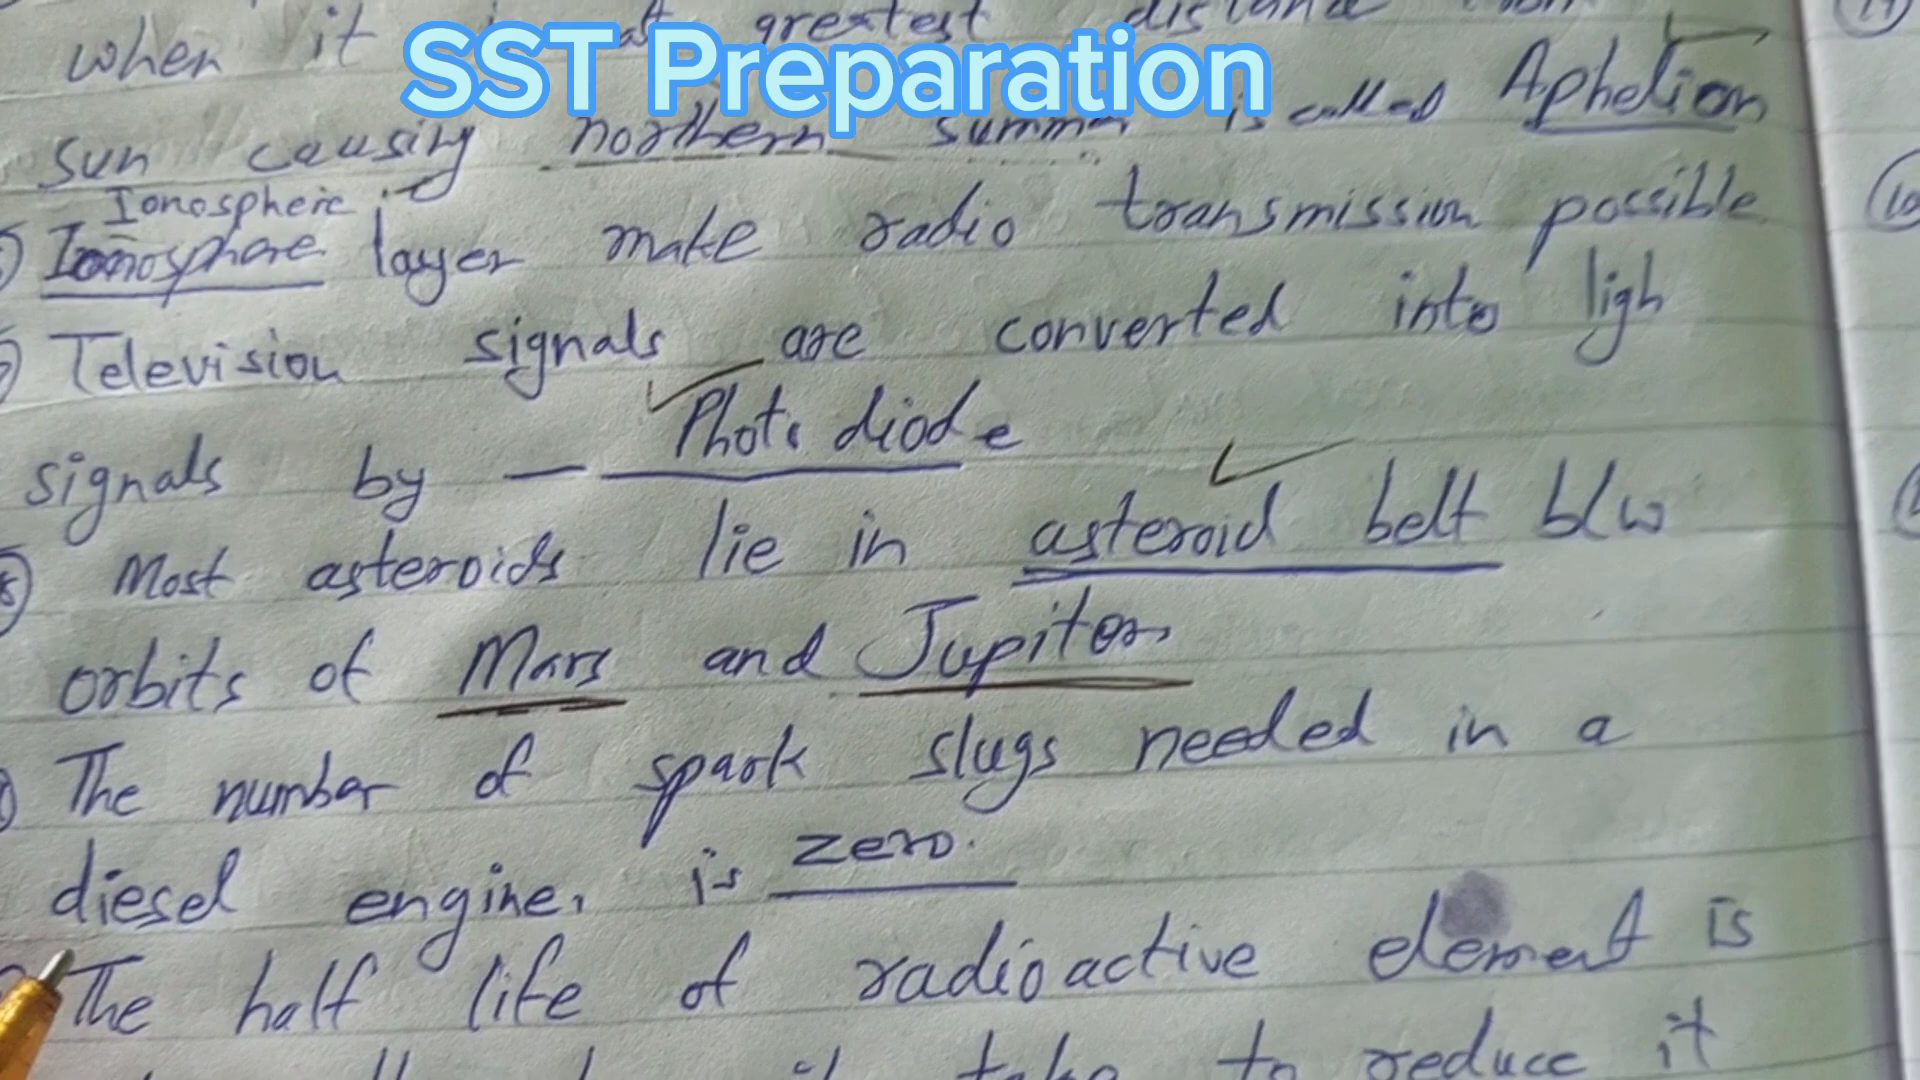 when it greatest
SST Preparation
sun causing northern summer is called Aphelion
Ionospheric
Ionosphere layer make radio transmission possible
Television signals are converted into ligh
signals by — Photo diode
Most asteroids lie in asteroid belt b/w
orbits of Mars and Jupiter.
The number of spark slugs needed in a
diesel engine, is zero.
The half life of radioactive element is
to reduce it